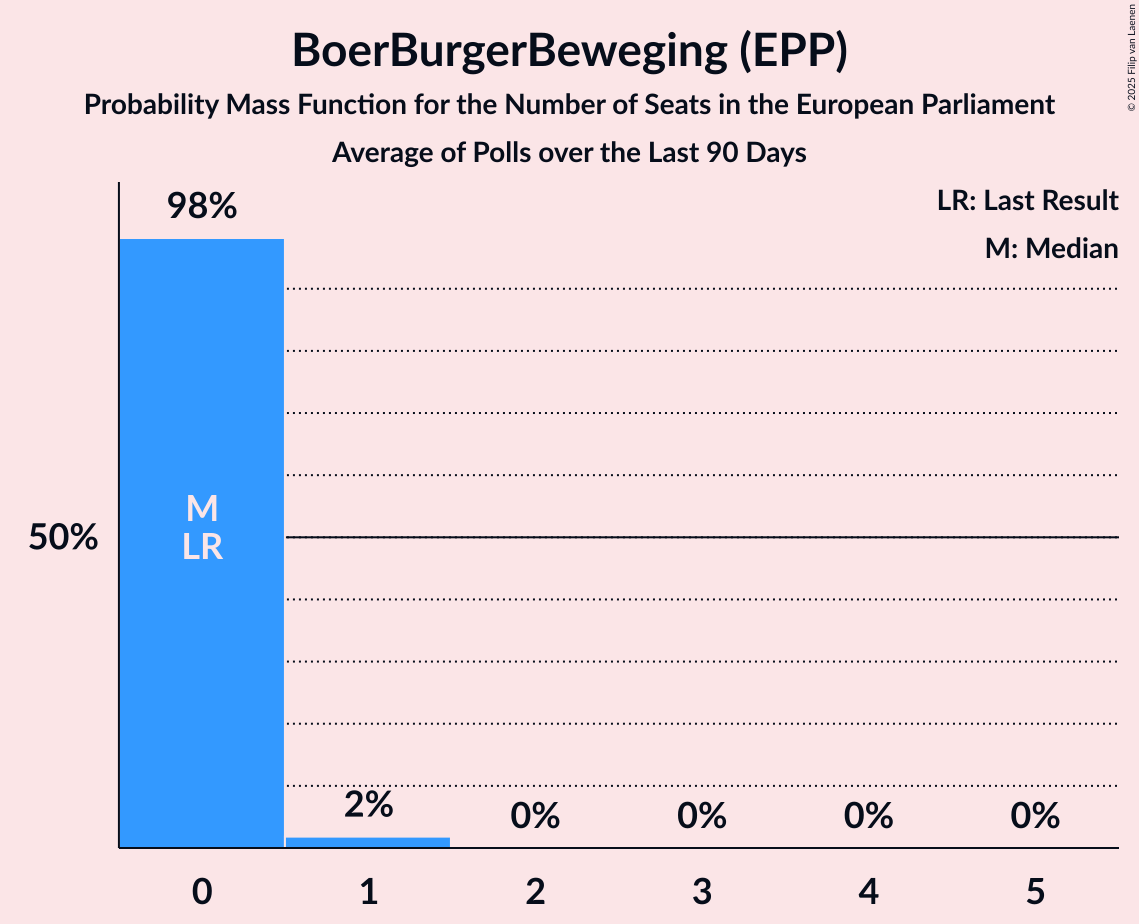 BoerBurgerBeweging (EPP)
Probability Mass Function for the Number of Seats in the European Parliament
Average of Polls over the Last 90 Days
© 2025 Filip van Laenen
LR: Last Result
M: Median
98%
M
LR
50%
2%
0%
0%
0%
0%
0
1
2
3
4
5